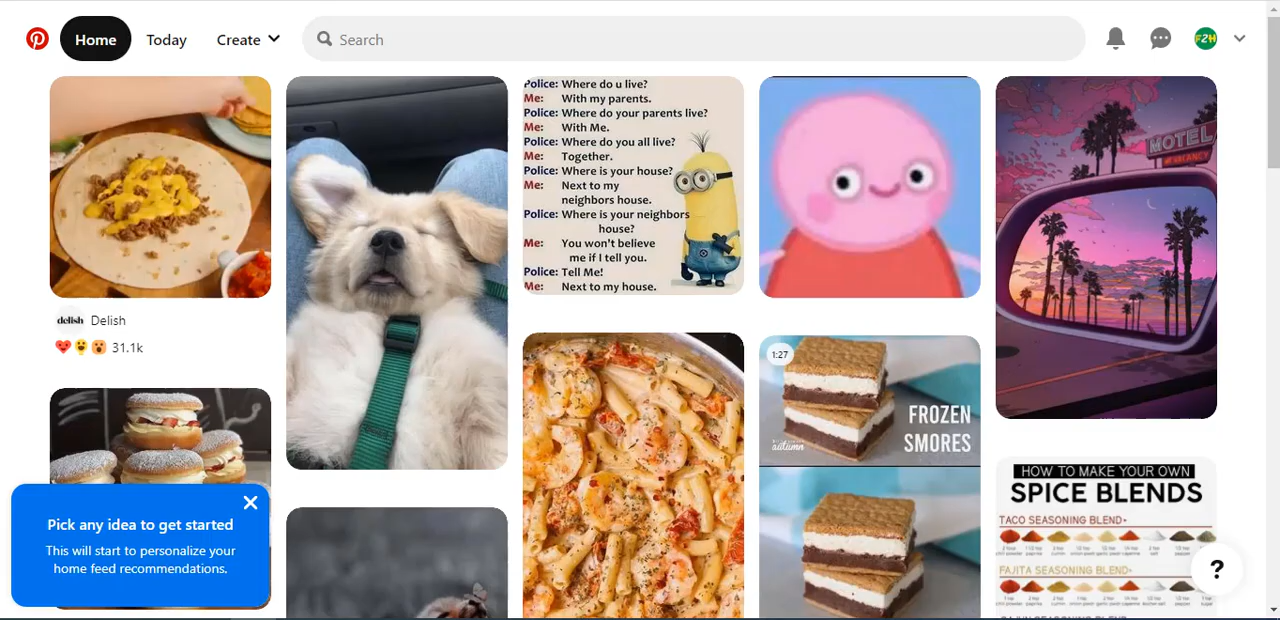 Home
Today
Create
Search
F2H
delish Delish
31.1k
Pick any idea to get started
This will start to personalize your
home feed recommendations.
Police: Where do u live?
Me: With my parents.
Police: Where do your parents live?
Me: With Me.
Police: Where do you all live?
Me: Together.
Police: Where is your house?
Me: Next to my
neighbors house.
Police: Where is your neighbors
house?
Me: You won't believe
me if I tell you.
Police: Tell Me!
Me: Next to my house.
1:27
FROZEN
SMORES
autumn
MOTEL
VACANCY
HOW TO MAKE YOUR OWN
SPICE BLENDS
TACO SEASONING BLEND
FAJITA SEASONING BLEND
?